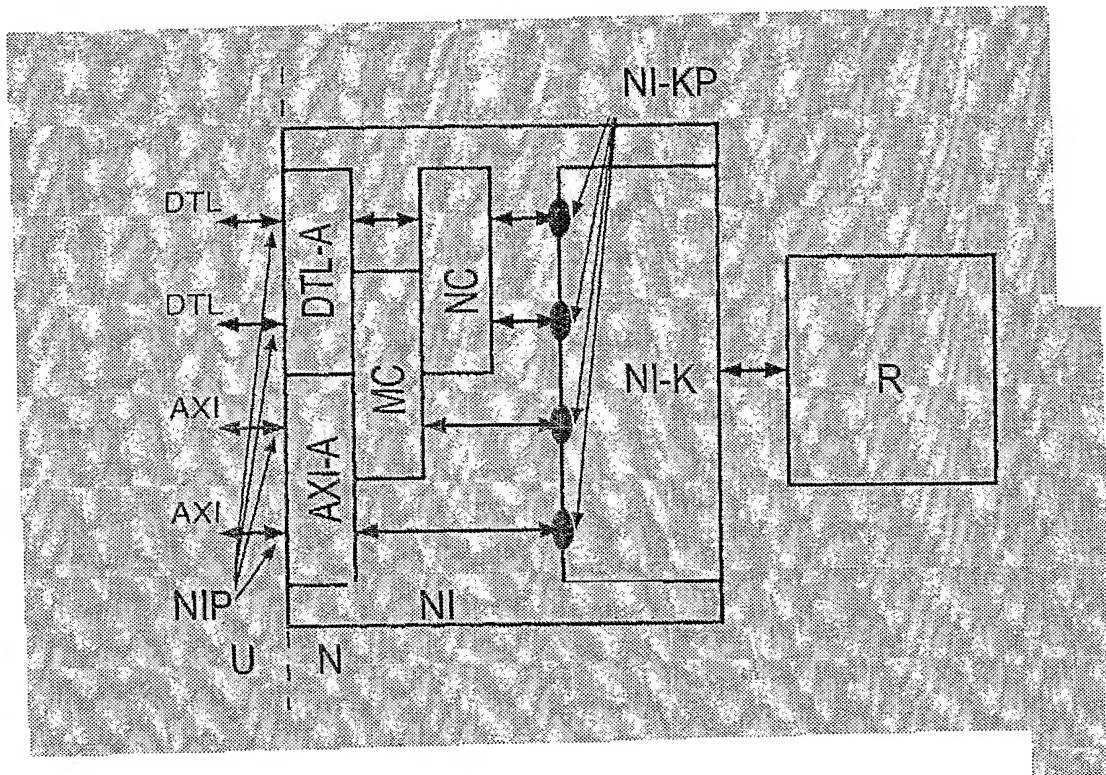 NI-KP
DTL
DTL-A
NC
DTL
MC
NI-K
R
AXI
AXI-A
AXI
NIP
NI
U
N